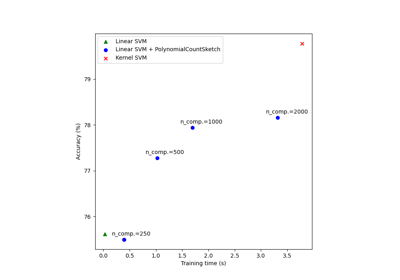 Linear SVM
Linear SVM + PolynomialCountSketch
Kernel SVM
79
n_comp.=2000
n_comp.=1000
78
n_comp.=500
77
n_comp.=250
76
Accuracy (%)
0.0 0.5 1.0 1.5 2.0 2.5 3.0 3.5
Training time (s)